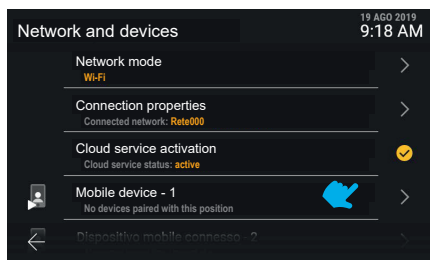 19 AGO 2019
Network and devices 9:18 AM
Network mode
Wi-Fi
Connection properties
Connected network: Rete000
Cloud service activation
Cloud service status: active
Mobile device - 1
No devices paired with this position
Dispositivo mobile connesso - 2